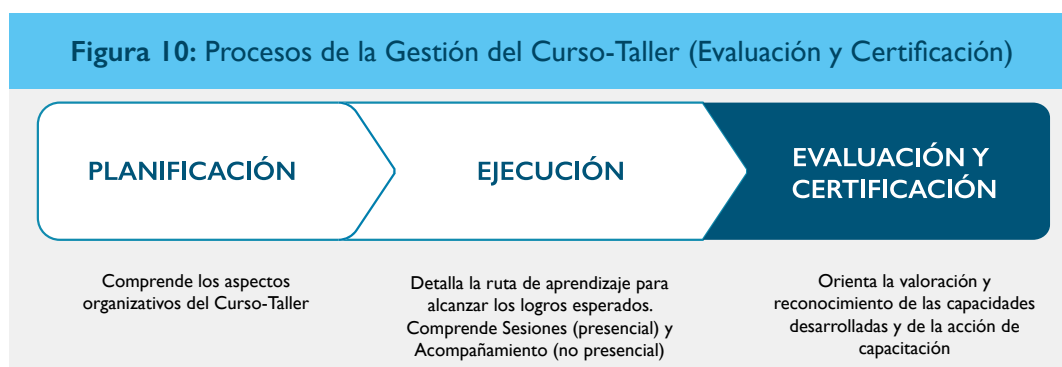 Figura 10: Procesos de la Gestión del Curso-Taller (Evaluación y Certificación)
PLANIFICACIÓN
EJECUCIÓN
EVALUACIÓN Y
CERTIFICACIÓN
Comprende los aspectos
organizativos del Curso-Taller
Detalla la ruta de aprendizaje para
alcanzar los logros esperados.
Comprende Sesiones (presencial) y
Acompañamiento (no presencial)
Orienta la valoración y
reconocimiento de las capacidades
desarrolladas y de la acción de
capacitación